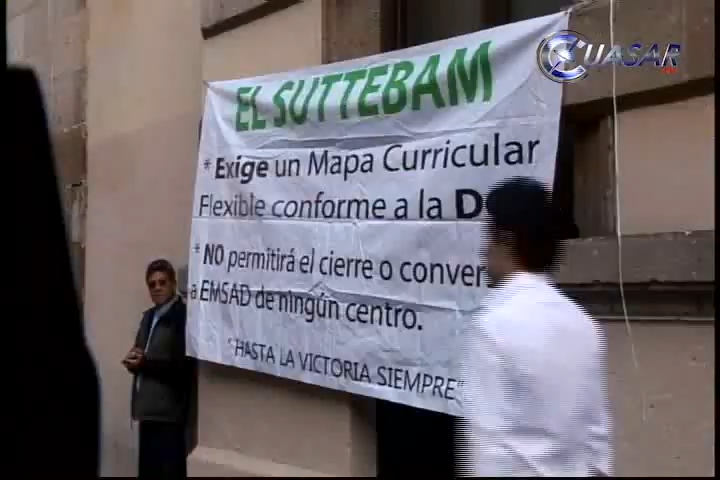 QUASAR
EL SUTTEBAM
* Exige un Mapa Curricular
Flexible conforme a la
* NO permitirá el cierre o
a EMSAD de ningún centro.
"HASTA LA VICTORIA SIEMPRE"